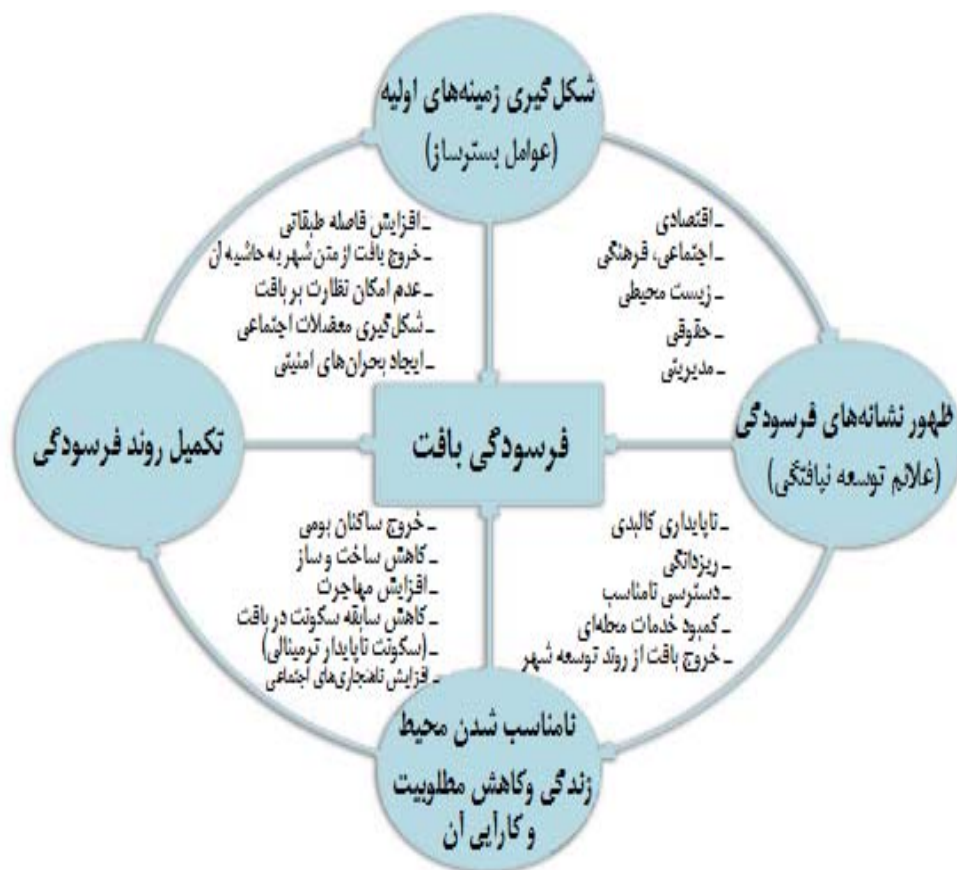 شکل‌گیری زمینه‌های اولیه
(عوامل بسترساز)
ـ اقتصادی
ـ اجتماعی، فرهنگی
ـ زیست محیطی
ـ حقوقی
ـ مدیریتی
ظهور نشانه‌های فرسودگی
(علائم توسعه نیافتگی)
ـ ناپایداری کالبدی
ـ ریزدانگی
ـ دسترسی نامناسب
ـ کمبود خدمات محله‌ای
ـ خروج بافت از روند توسعه شهر
نامناسب شدن محیط
زندگی وکاهش مطلوبیت
و کارآیی آن
ـ خروج ساکنان بومی
ـ کاهش ساخت و ساز
ـ افزایش مهاجرت
ـ کاهش سابقه سکونت در بافت
(سکونت ناپایدار ترمینالی)
ـ افزایش ناهنجاری‌های اجتماعی
تکمیل روند فرسودگی
ـ افزایش فاصله طبقاتی
ـ خروج بافت از متن شهر به حاشیه آن
ـ عدم امکان نظارت بر بافت
ـ شکل‌گیری معضلات اجتماعی
ـ ایجاد بحران‌های امنیتی
فرسودگی بافت